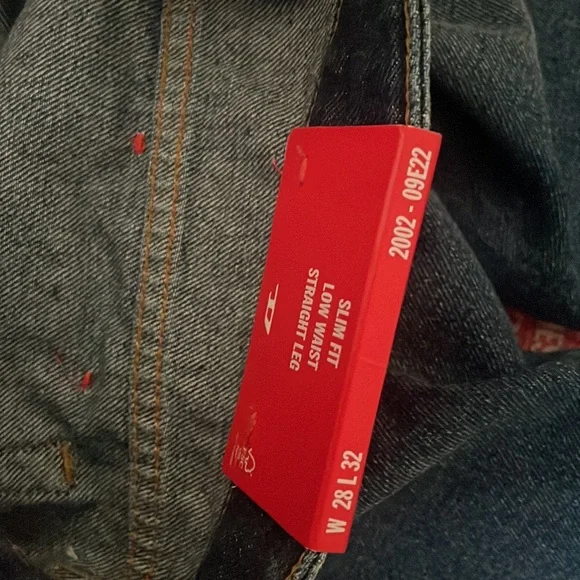 2002 - 09E22
SLIM FIT
LOW WAIST
STRAIGHT LEG
W 28 L 32